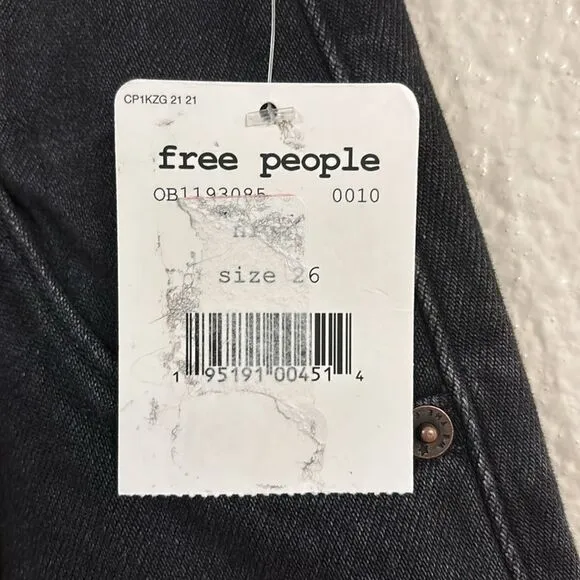 CP1KZG 21 21
free people
OB1193085 0010
size 26
1 95191 00451 4